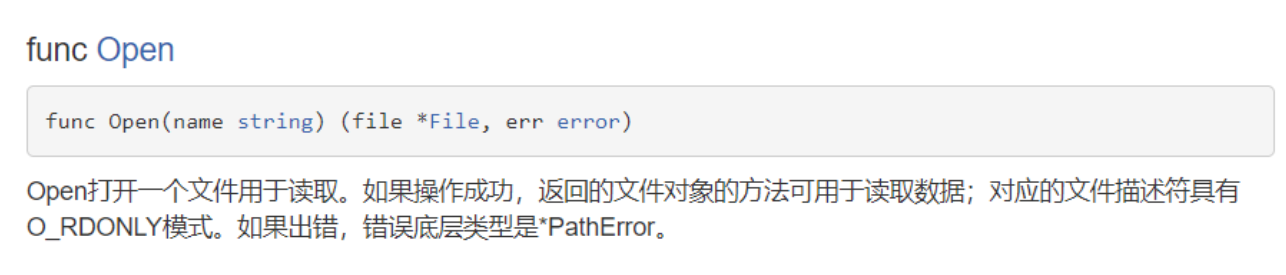 func Open
func Open(name string) (file *File, err error)
Open打开一个文件用于读取。如果操作成功，返回的文件对象的方法可用于读取数据；对应的文件描述符具有
O_RDONLY模式。如果出错，错误底层类型是*PathError。